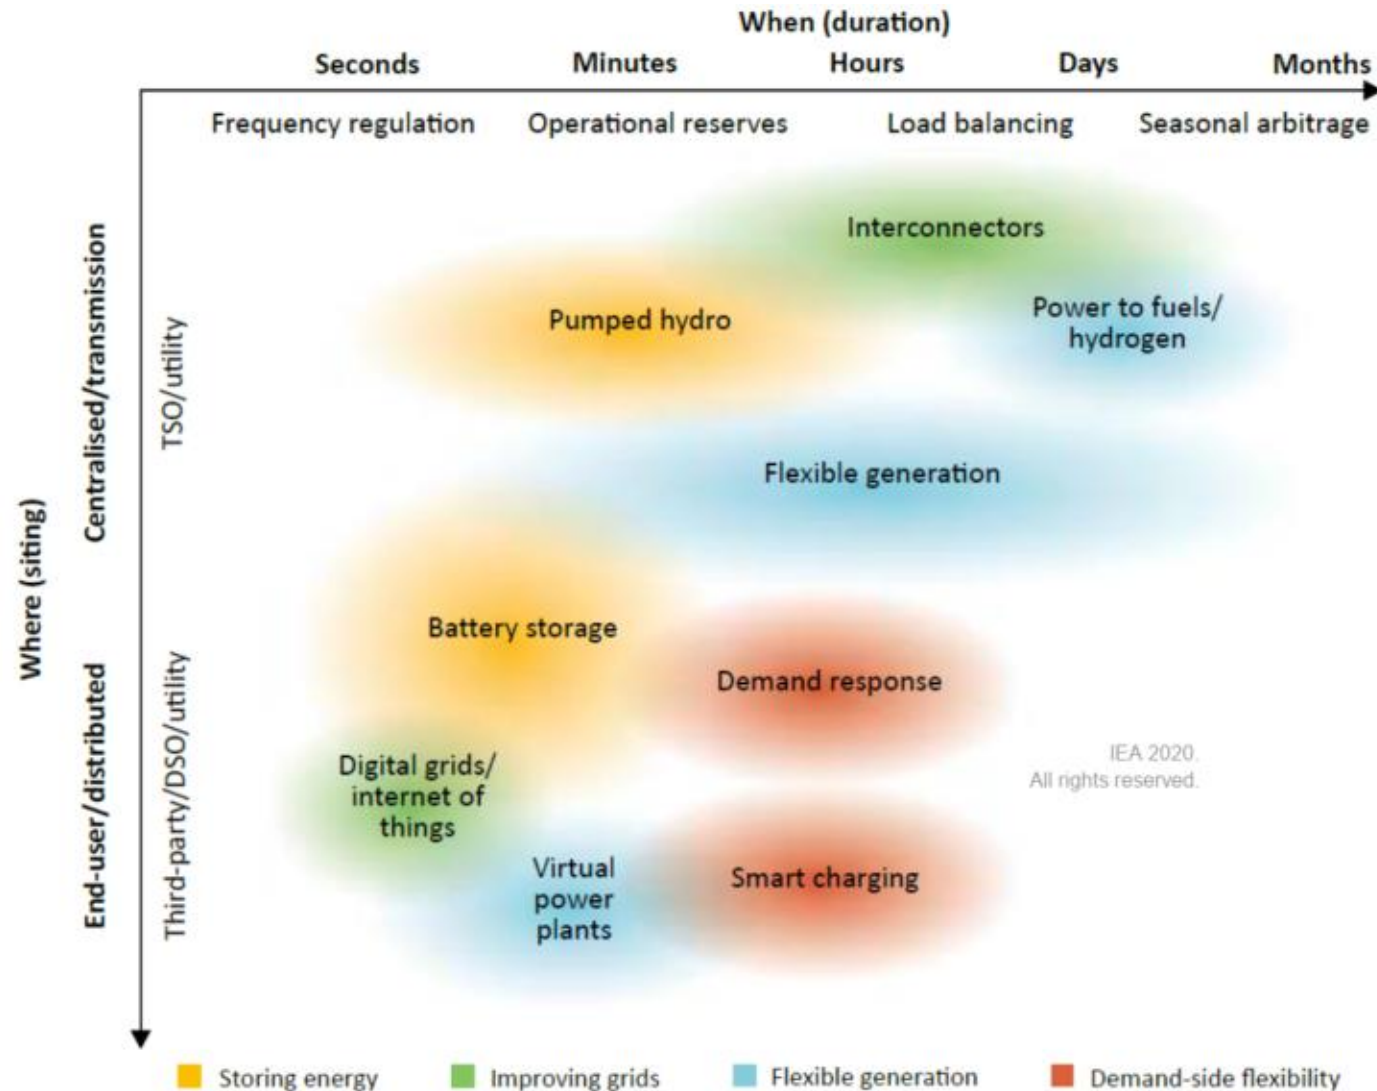 When (duration)
Seconds Minutes Hours Days Months
Frequency regulation Operational reserves Load balancing Seasonal arbitrage
Where (siting)
Centralised/transmission
TSO/utility
End-user/distributed
Third-party/DSO/utility
Interconnectors
Pumped hydro
Power to fuels/
hydrogen
Flexible generation
Battery storage
Demand response
Digital grids/
internet of
things
Virtual
power
plants
Smart charging
IEA 2020.
All rights reserved.
Storing energy Improving grids Flexible generation Demand-side flexibility